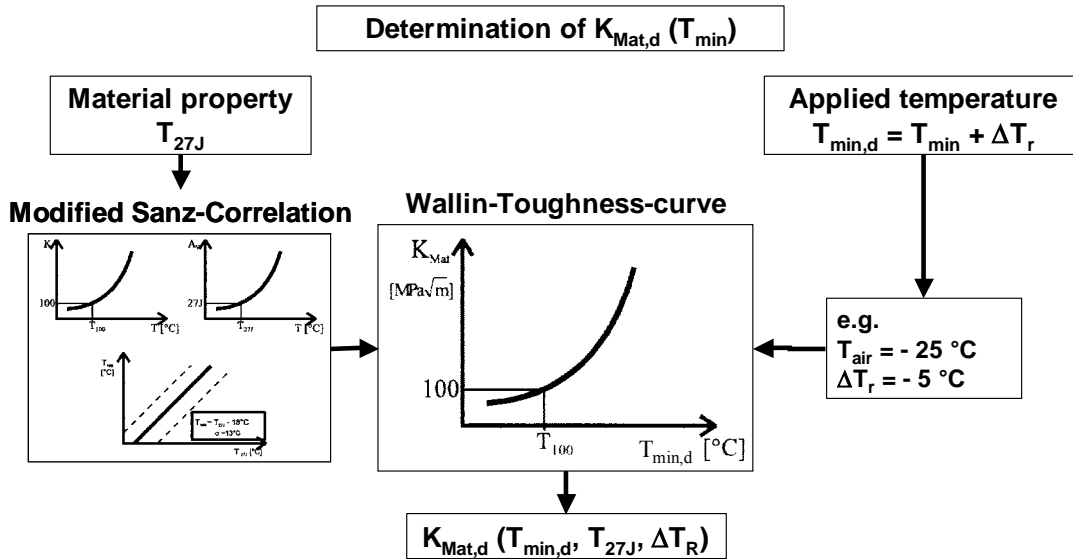 Determination of K_Mat,d (T_min)
Material property
T_27J
Applied temperature
T_min,d = T_min + ΔT_r
Modified Sanz-Correlation
Wallin-Toughness-curve
K
100
T_100
T [°C]
27J
T_27J
T [°C]
[°C]
K_Mat
[MPa√m]
100
T_100
T_min,d [°C]
e.g.
T_air = - 25 °C
ΔT_r = - 5 °C
K_Mat,d (T_min,d, T_27J, ΔT_R)